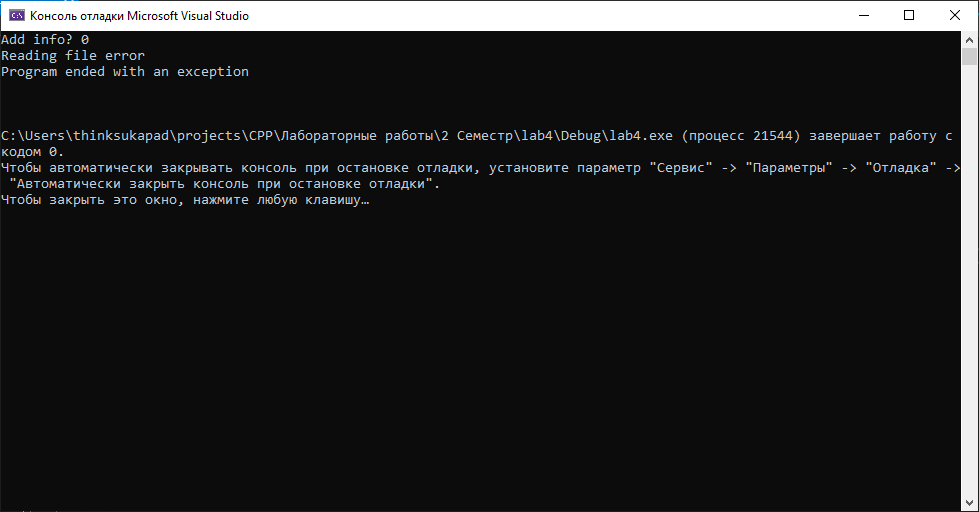 Консоль отладки Microsoft Visual Studio
Add info? 0
Reading file error
Program ended with an exception
C:\Users\thinksukapad\projects\CPP\Лабораторные работы\2 Семестр\lab4\Debug\lab4.exe (процесс 21544) завершает работу с
кодом 0.
Чтобы автоматически закрывать консоль при остановке отладки, установите параметр "Сервис" -> "Параметры" -> "Отладка" ->
"Автоматически закрыть консоль при остановке отладки".
Чтобы закрыть это окно, нажмите любую клавишу…